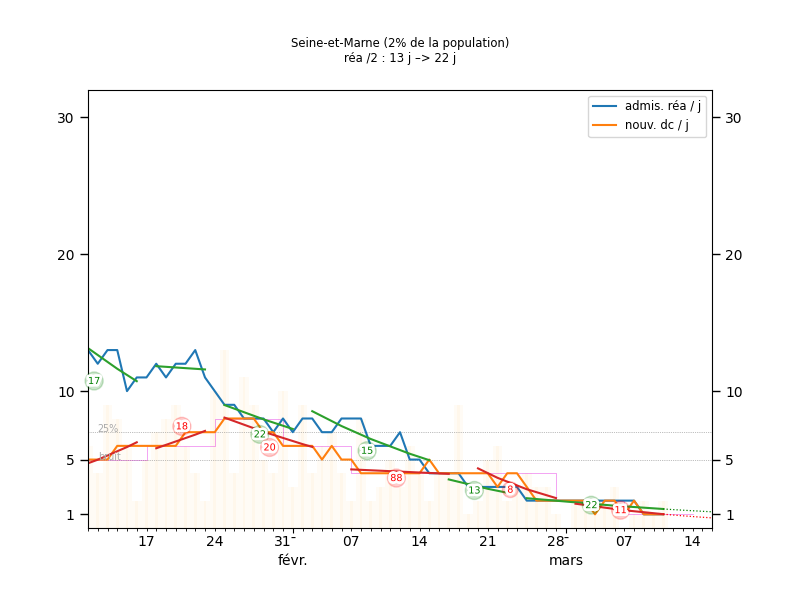 Seine-et-Marne (2% de la population)
réa /2 : 13 j –> 22 j
admis. réa / j
nouv. dc / j
30 30
20 20
10 10
5 5
1 1
25%
bruit
17
18
22
20
15
88
13
8
22
11
17 24 31 07 14 21 28 07 14
févr. mars